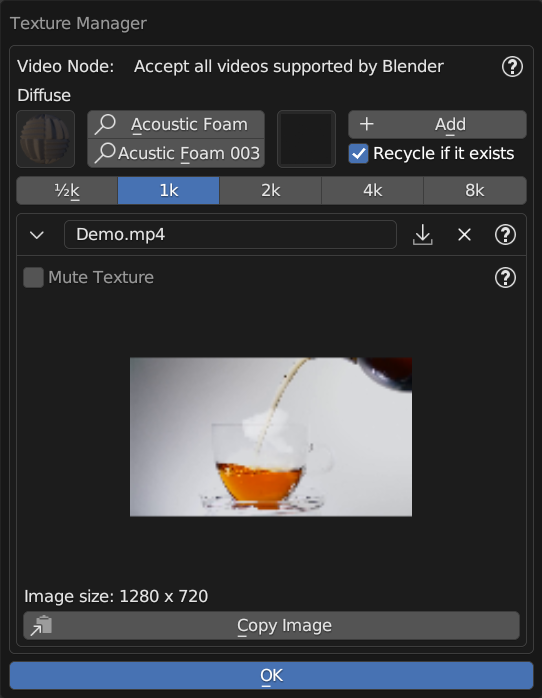 Texture Manager
Video Node: Accept all videos supported by Blender
Diffuse
Acoustic Foam
Add
Acustic Foam 003
Recycle if it exists
½k 1k 2k 4k 8k
Demo.mp4
Mute Texture
Image size: 1280 x 720
Copy Image
OK